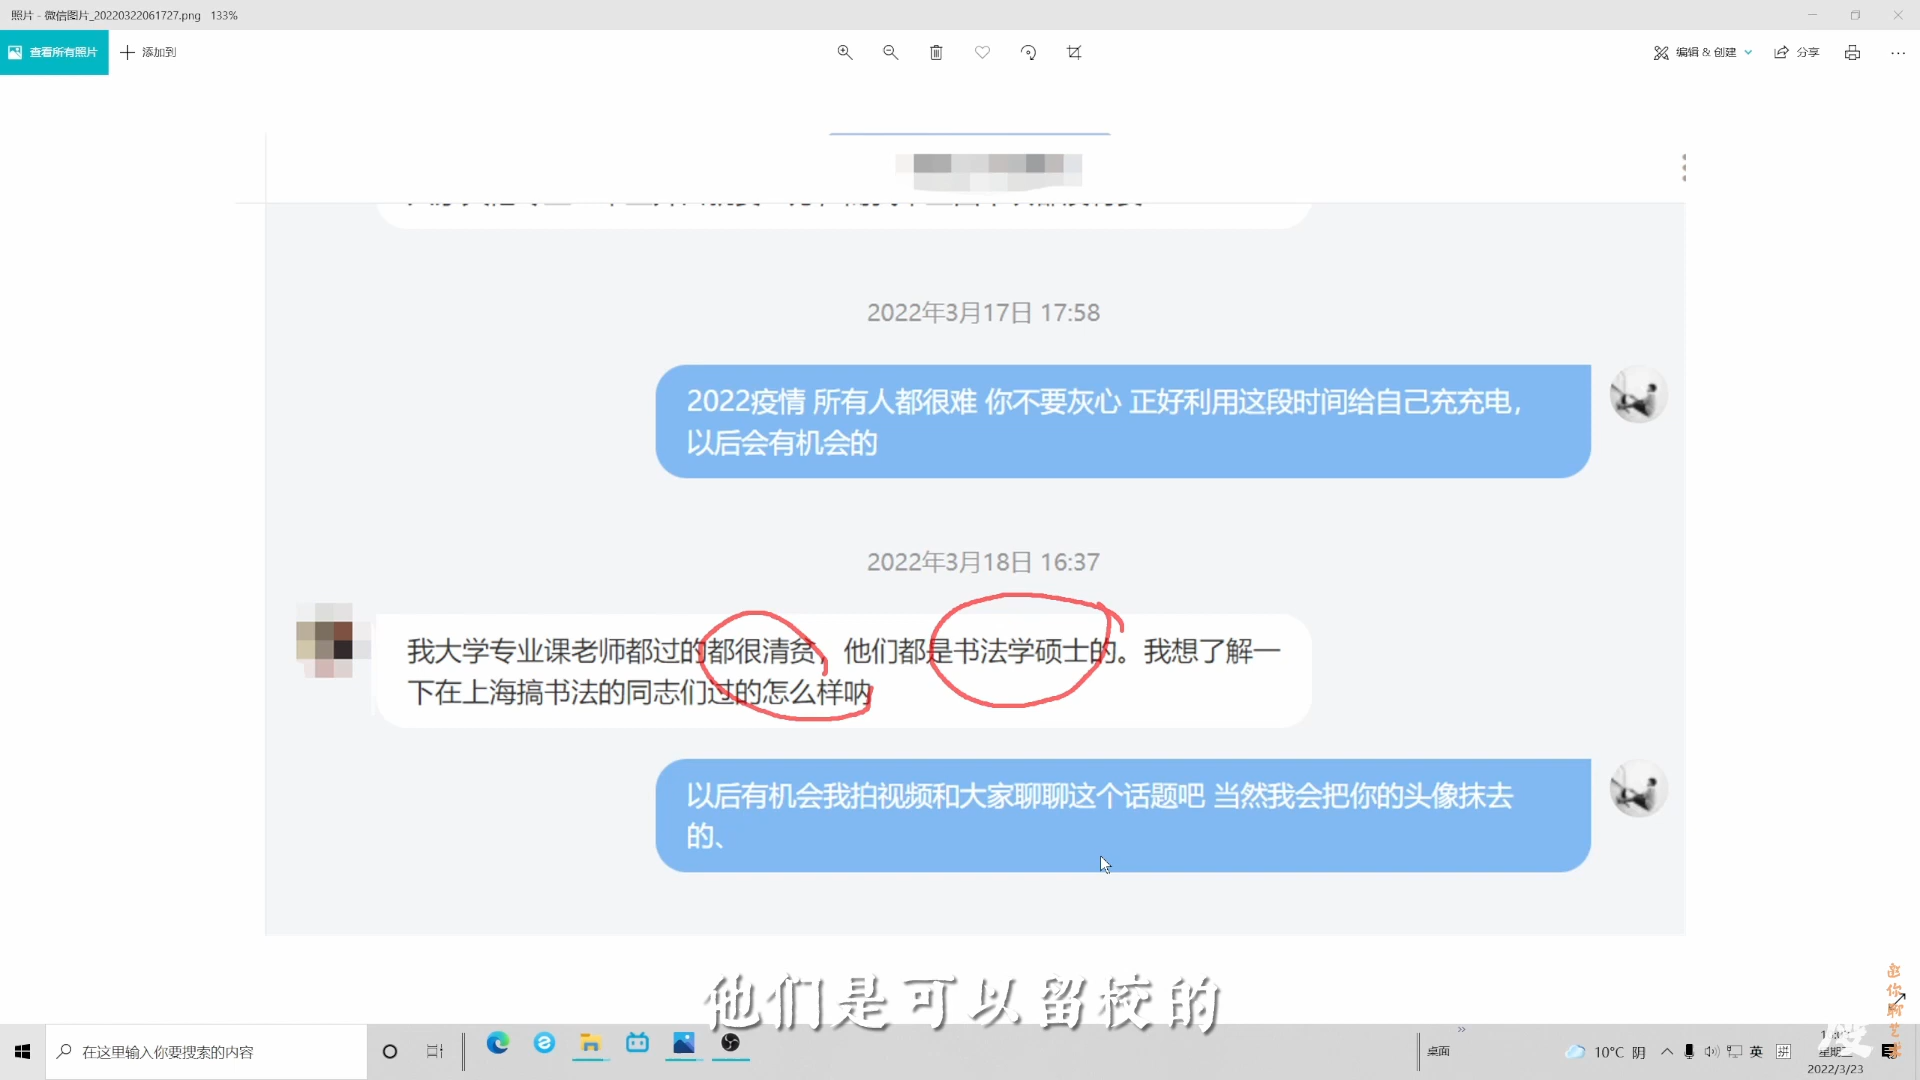 照片 - 微信图片_20220322061727.png 133%
查看所有照片
添加到
编辑 & 创建
分享
2022年3月17日 17:58
2022疫情 所有人都很难 你不要灰心 正好利用这段时间给自己充充电，
以后会有机会的
2022年3月18日 16:37
我大学专业课老师都过的都很清贫，他们都是书法学硕士的。我想了解一
下在上海搞书法的同志们过的怎么样呐
以后有机会我拍视频和大家聊聊这个话题吧 当然我会把你的头像抹去
的、
他们是可以留校的
在这里输入你要搜索的内容
桌面
10°C 阴
英
拼
2022/3/23